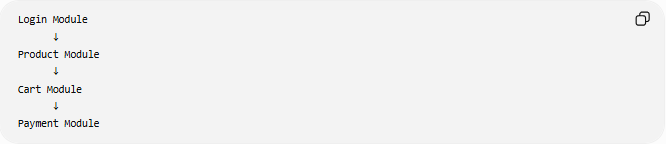 Login Module
↓
Product Module
↓
Cart Module
↓
Payment Module